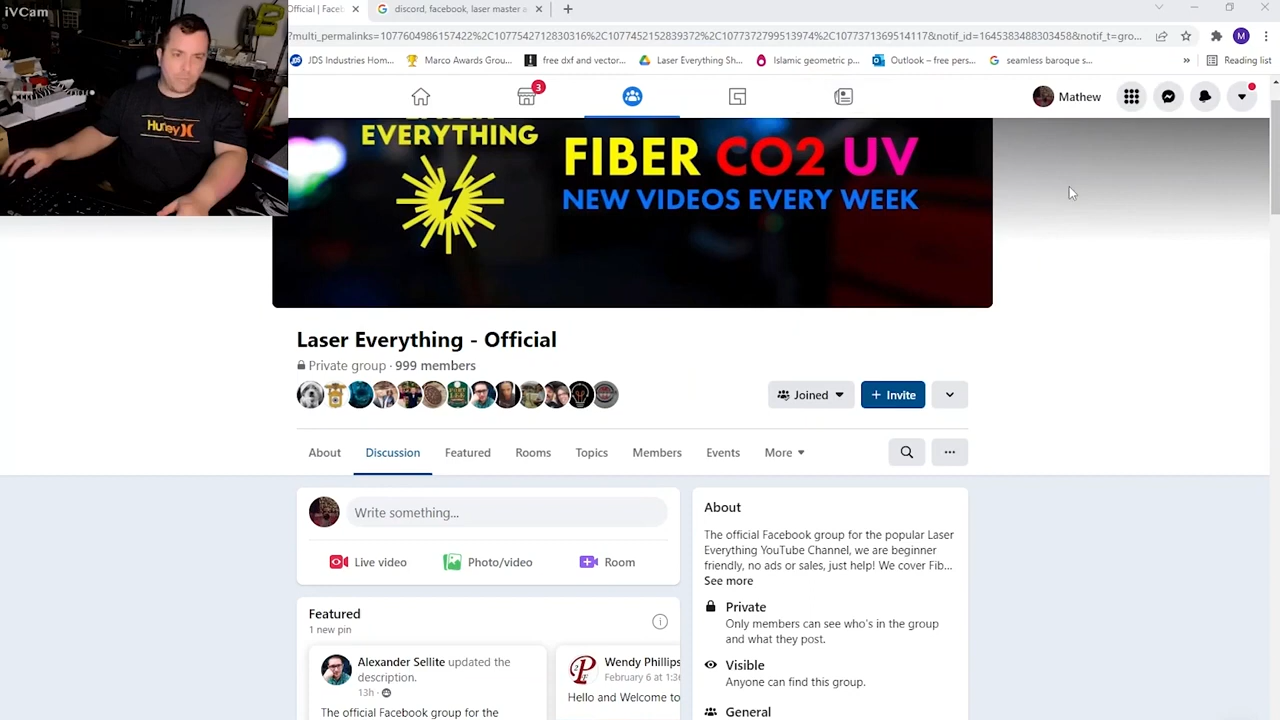 iVCam
Hurley
Official | Faceb
discord, facebook, laser master a
?multi_permalinks=1077604986157422%2C1077542712830316%2C1077452152839372%2C1077372799513974%2C1077371369514117&notif_id=164538488303458&notif_t=gro...
JDS Industries Hom...
Marco Awards Grou...
free dxf and vector...
Laser Everything Sh...
Islamic geometric p...
Outlook – free pers...
seamless baroque s...
»
Reading list
3
Mathew
EVERYTHING
FIBER CO2 UV
NEW VIDEOS EVERY WEEK
Laser Everything - Official
Private group · 999 members
Joined
+ Invite
About
Discussion
Featured
Rooms
Topics
Members
Events
More
Write something...
Live video
Photo/video
Room
Featured
1 new pin
Alexander Sellite updated the
description.
13h ·
The official Facebook group for the
Wendy Phillips
February 6 at 1:3
Hello and Welcome to
About
The official Facebook group for the popular Laser
Everything YouTube Channel, we are beginner
friendly, no ads or sales, just help! We cover Fib...
See more
Private
Only members can see who's in the group
and what they post.
Visible
Anyone can find this group.
General